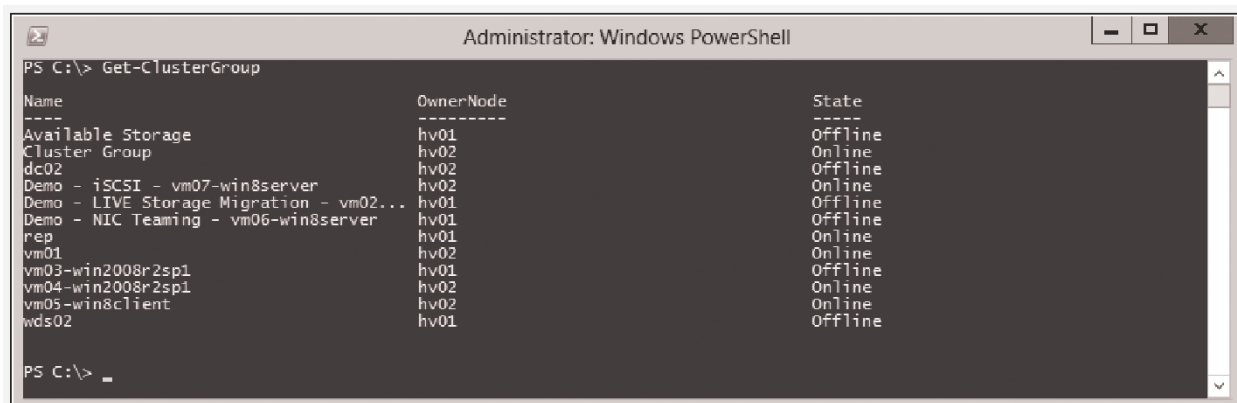 Administrator: Windows PowerShell
PS C:\> Get-ClusterGroup
Name OwnerNode State
---- --------- -----
Available Storage hv01 Offline
Cluster Group hv02 Online
dc02 hv02 Offline
Demo - iSCSI - vm07-win8server hv02 Online
Demo - LIVE Storage Migration - vm02... hv01 Offline
Demo - NIC Teaming - vm06-win8server hv01 Offline
rep hv01 Online
vm01 hv02 Online
vm03-win2008r2sp1 hv01 Offline
vm04-win2008r2sp1 hv02 Online
vm05-win8client hv02 Online
wds02 hv01 Offline
PS C:\> _